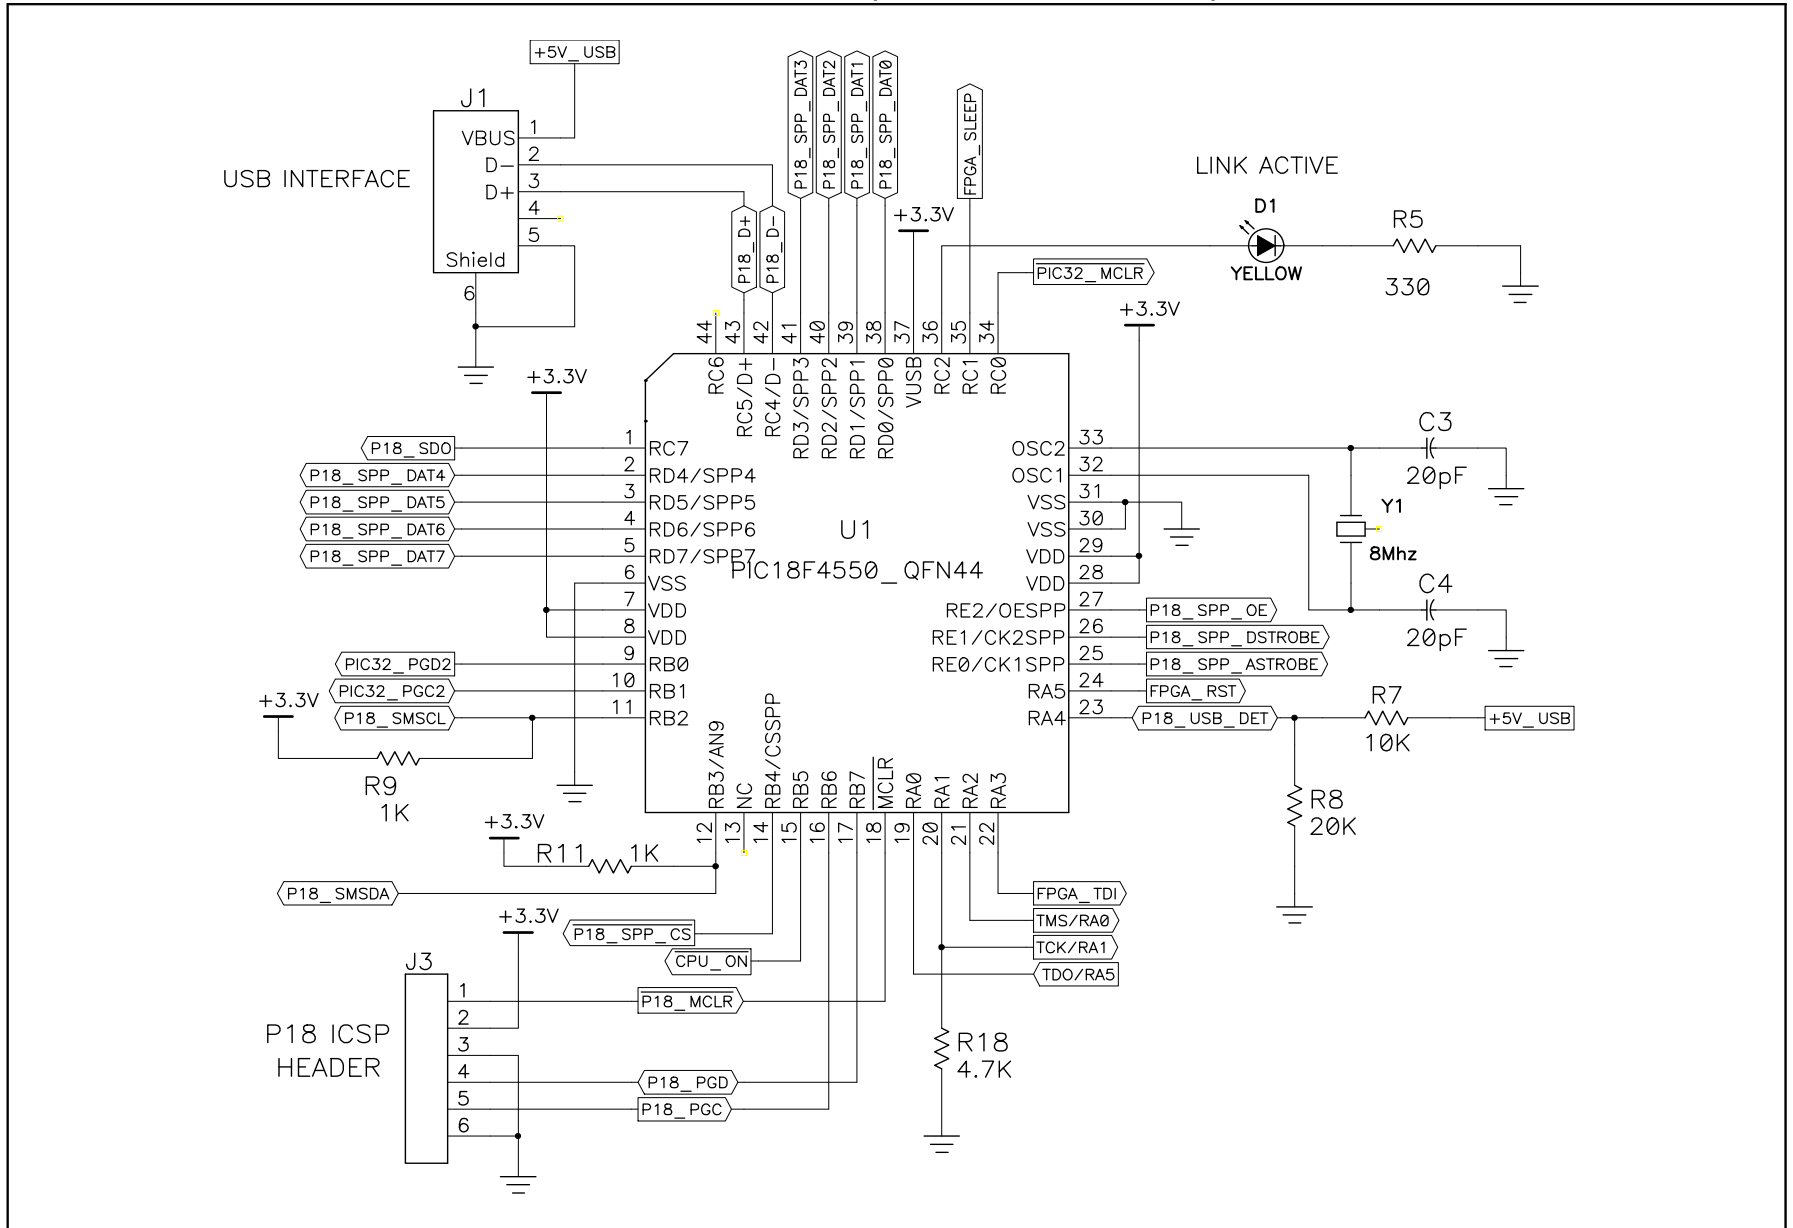 +5V_USB
J1
VBUS
D-
D+
Shield
1
2
3
4
5
6
USB INTERFACE
P18_D+
P18_D-
P18_SPP_DAT3
P18_SPP_DAT2
P18_SPP_DAT1
P18_SPP_DAT0
+3.3V
FPGA_SLEEP
PIC32_MCLR
LINK ACTIVE
D1
YELLOW
R5
330
+3.3V
44
43
42
41
40
39
38
37
36
35
34
RC6
RC5/D+
RC4/D-
RD3/SPP3
RD2/SPP2
RD1/SPP1
RD0/SPP0
VUSB
RC2
RC1
RC0
+3.3V
P18_SDO
1
RC7
P18_SPP_DAT4
2
RD4/SPP4
P18_SPP_DAT5
3
RD5/SPP5
P18_SPP_DAT6
4
RD6/SPP6
P18_SPP_DAT7
5
RD7/SPP7
6
VSS
7
VDD
8
VDD
PIC32_PGD2
9
RB0
PIC32_PGC2
10
RB1
P18_SMSCL
11
RB2
+3.3V
R9
1K
U1
PIC18F4550_QFN44
OSC2
33
OSC1
32
VSS
31
VSS
30
VDD
29
VDD
28
RE2/OESPP
27
P18_SPP_OE
RE1/CK2SPP
26
P18_SPP_DSTROBE
RE0/CK1SPP
25
P18_SPP_ASTROBE
RA5
24
FPGA_RST
RA4
23
P18_USB_DET
C3
20pF
Y1
8Mhz
C4
20pF
R7
10K
+5V_USB
R8
20K
RB3/AN9
NC
RB4/CSSPP
RB5
RB6
RB7
MCLR
RA0
RA1
RA2
RA3
12
13
14
15
16
17
18
19
20
21
22
+3.3V
R11
1K
P18_SMSDA
+3.3V
P18_SPP_CS
CPU_ON
FPGA_TDI
TMS/RA0
TCK/RA1
TDO/RA5
J3
1
2
3
4
5
6
P18 ICSP
HEADER
P18_MCLR
P18_PGD
P18_PGC
R18
4.7K